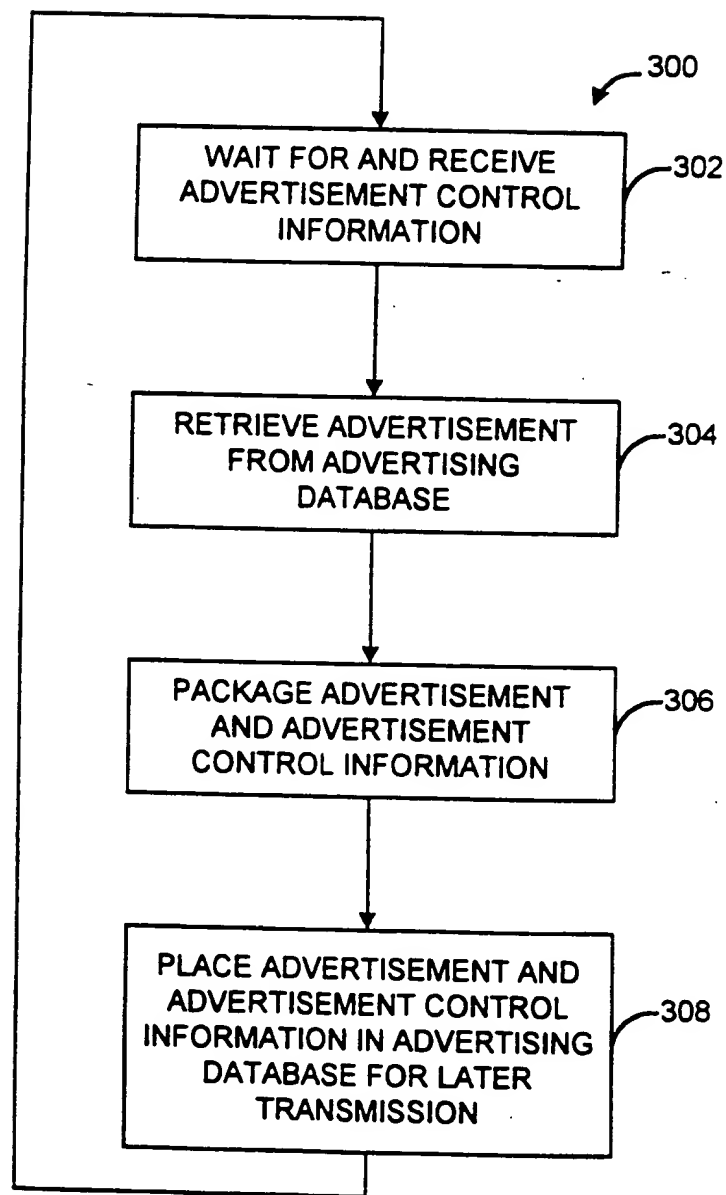 300
WAIT FOR AND RECEIVE
ADVERTISEMENT CONTROL
INFORMATION
302
RETRIEVE ADVERTISEMENT
FROM ADVERTISING
DATABASE
304
PACKAGE ADVERTISEMENT
AND ADVERTISEMENT
CONTROL INFORMATION
306
PLACE ADVERTISEMENT AND
ADVERTISEMENT CONTROL
INFORMATION IN ADVERTISING
DATABASE FOR LATER
TRANSMISSION
308